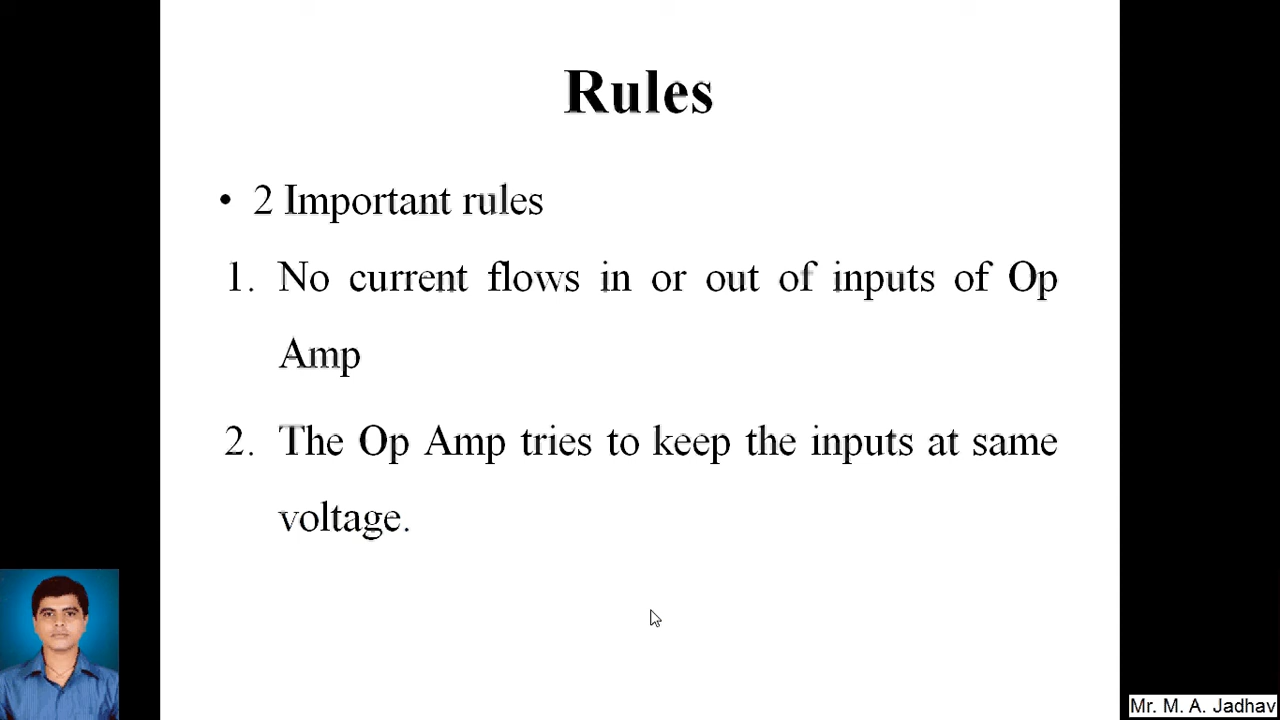 Rules
• 2 Important rules
1. No current flows in or out of inputs of Op
Amp
2. The Op Amp tries to keep the inputs at same
voltage.
Mr. M. A. Jadhav